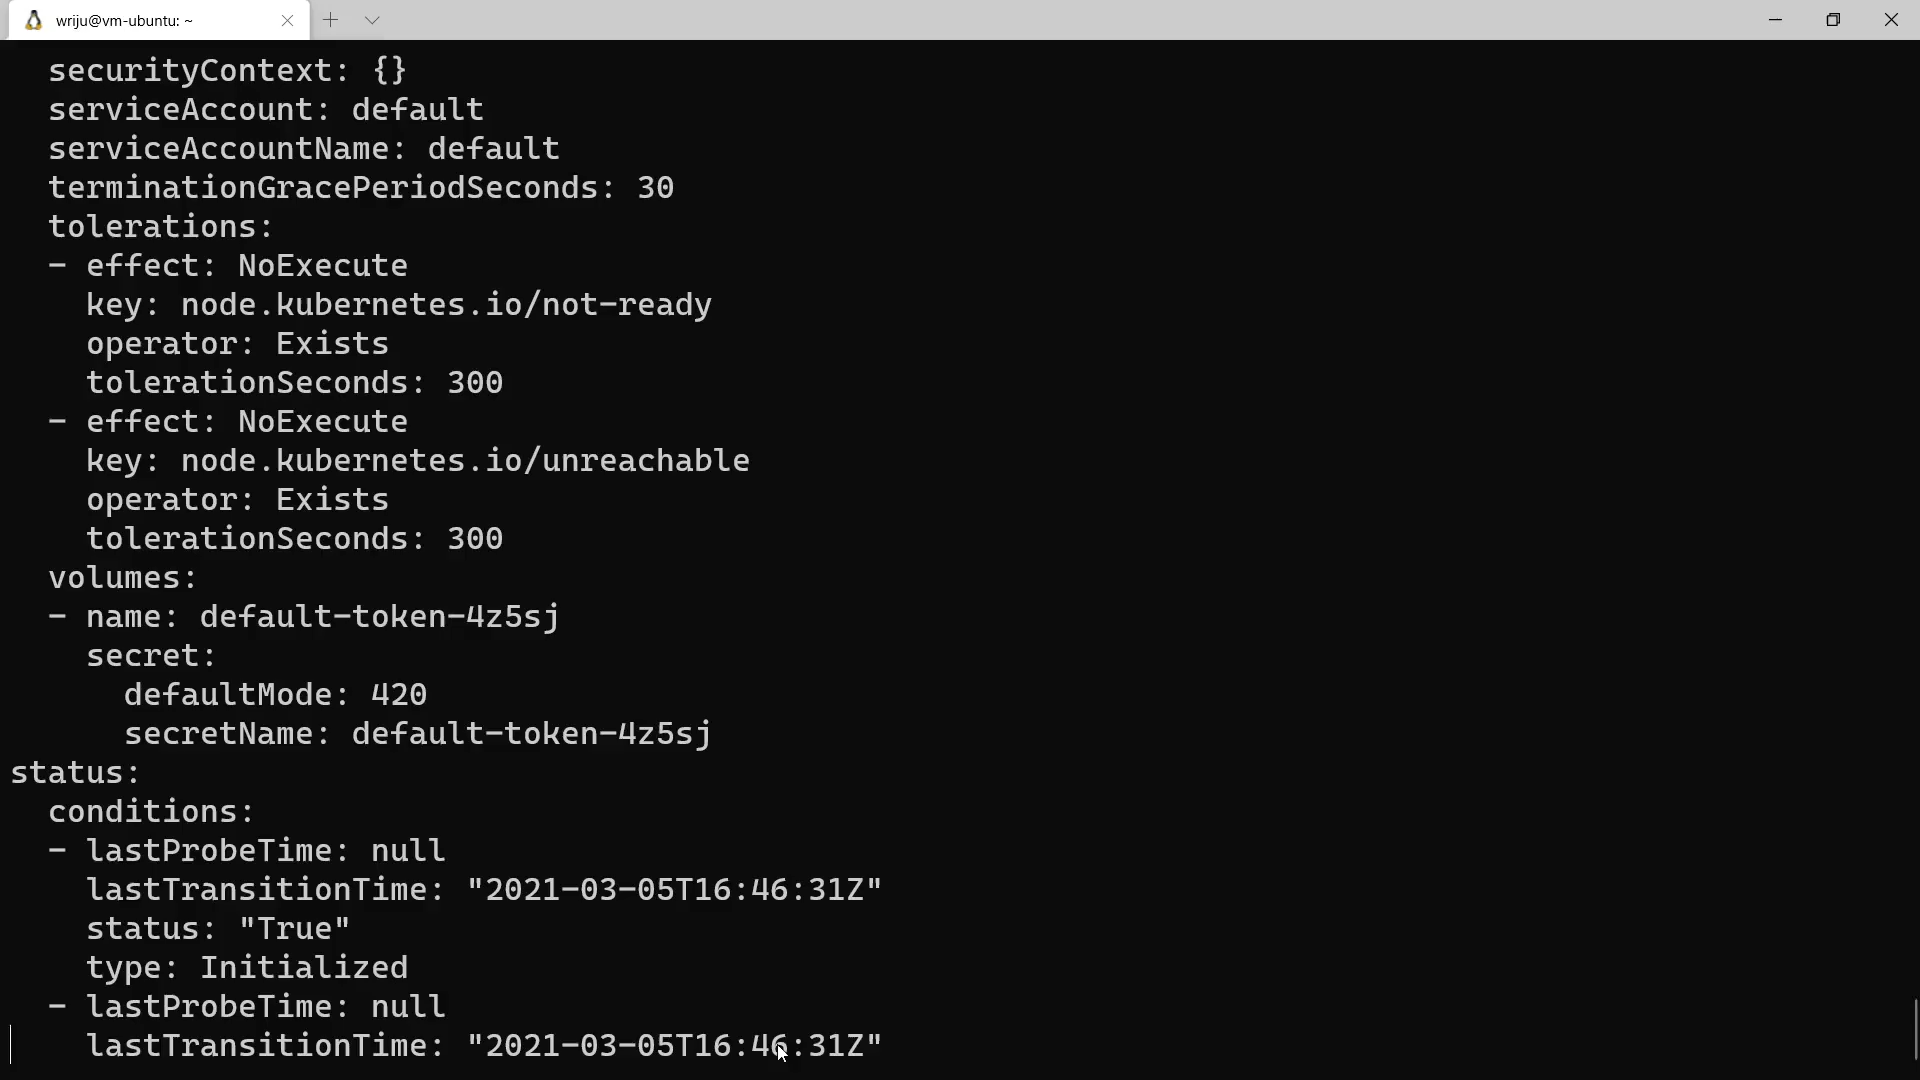 wriju@vm-ubuntu: ~
securityContext: {}
serviceAccount: default
serviceAccountName: default
terminationGracePeriodSeconds: 30
tolerations:
- effect: NoExecute
key: node.kubernetes.io/not-ready
operator: Exists
tolerationSeconds: 300
- effect: NoExecute
key: node.kubernetes.io/unreachable
operator: Exists
tolerationSeconds: 300
volumes:
- name: default-token-4z5sj
secret:
defaultMode: 420
secretName: default-token-4z5sj
status:
conditions:
- lastProbeTime: null
lastTransitionTime: "2021-03-05T16:46:31Z"
status: "True"
type: Initialized
- lastProbeTime: null
lastTransitionTime: "2021-03-05T16:46:31Z"